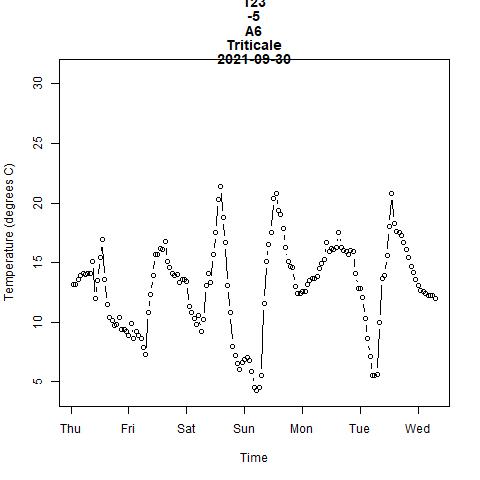 123
-5
A6
Triticale
2021-09-30
Temperature (degrees C)
30
25
20
15
10
5
Thu Fri Sat Sun Mon Tue Wed
Time